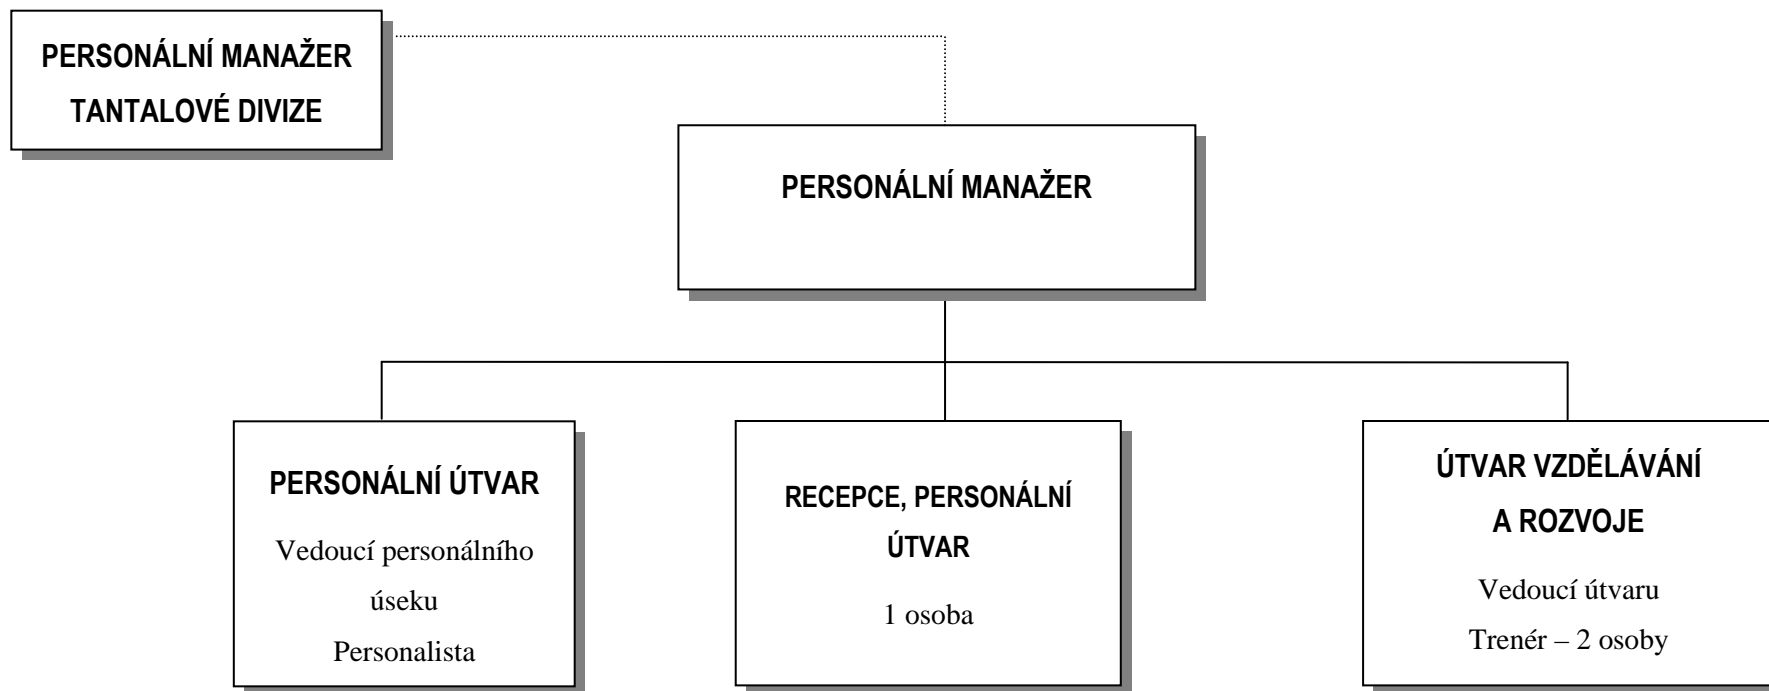 PERSONÁLNÍ MANAŽER
TANTALOVÉ DIVIZE
PERSONÁLNÍ MANAŽER
PERSONÁLNÍ ÚTVAR
Vedoucí personálního
úseku
Personalista
RECEPCE, PERSONÁLNÍ
ÚTVAR
1 osoba
ÚTVAR VZDĚLÁVÁNÍ
A ROZVOJE
Vedoucí útvaru
Trenér – 2 osoby